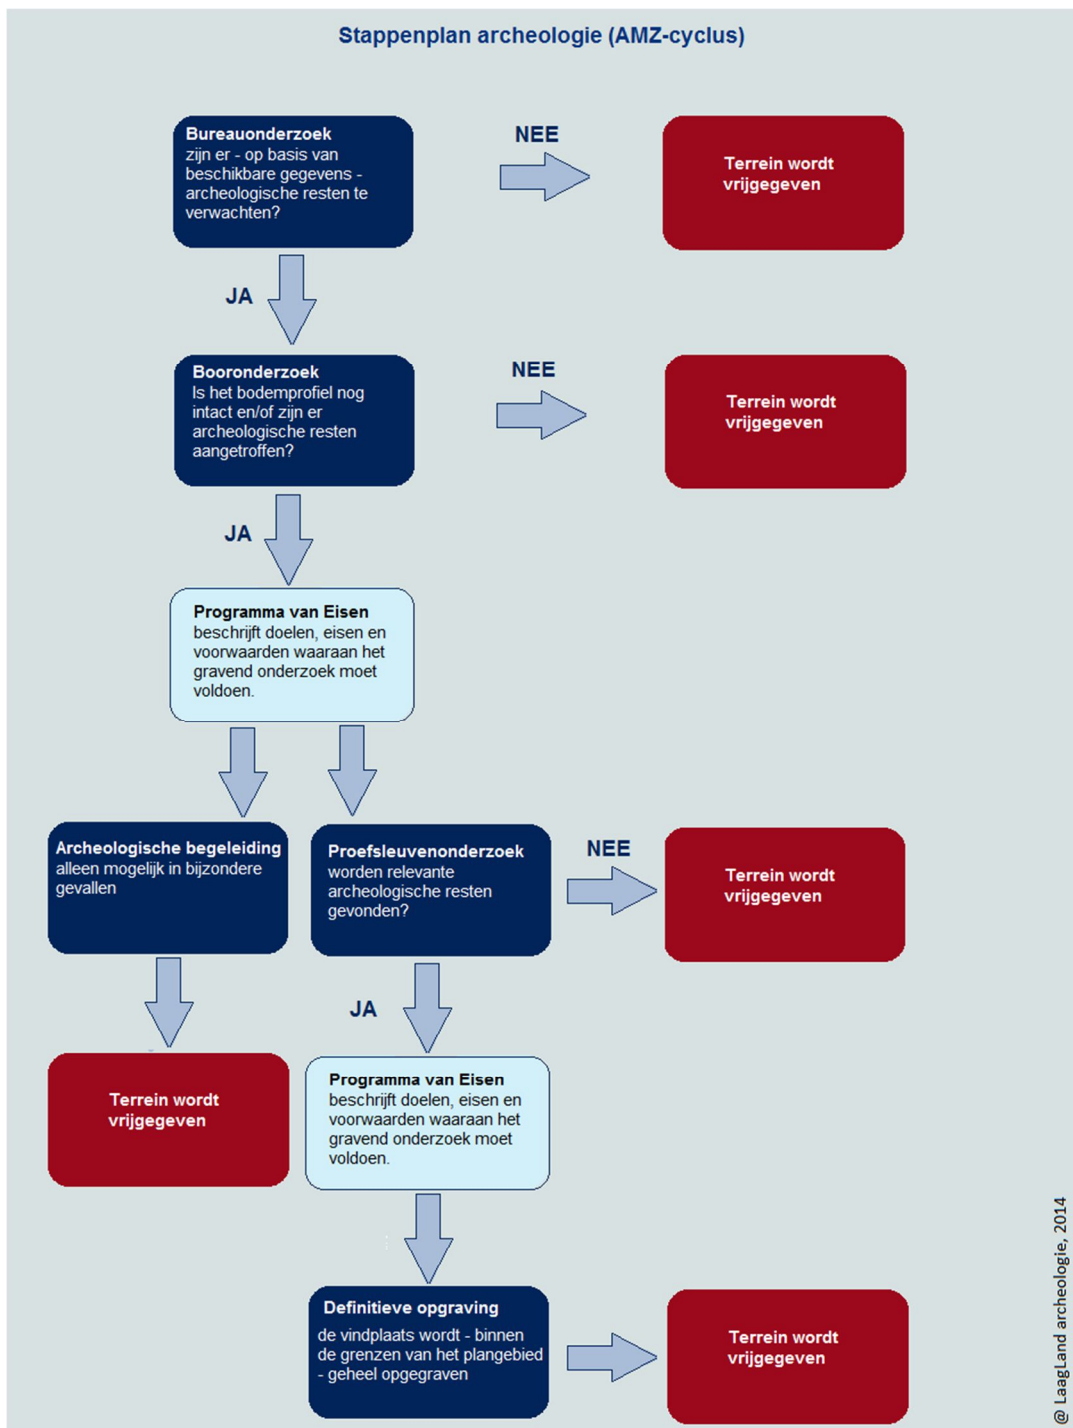 Stappenplan archeologie (AMZ-cyclus)
Bureauonderzoek
zijn er - op basis van
beschikbare gegevens -
archeologische resten te
verwachten?
NEE
Terrein wordt
vrijgegeven
JA
Booronderzoek
Is het bodemprofiel nog
intact en/of zijn er
archeologische resten
aangetroffen?
NEE
Terrein wordt
vrijgegeven
JA
Programma van Eisen
beschrijft doelen, eisen en
voorwaarden waaraan het
gravend onderzoek moet
voldoen.
Archeologische begeleiding
alleen mogelijk in bijzondere
gevallen
Proefsleuvenonderzoek
worden relevante
archeologische resten
gevonden?
NEE
Terrein wordt
vrijgegeven
JA
Terrein wordt
vrijgegeven
Programma van Eisen
beschrijft doelen, eisen en
voorwaarden waaraan het
gravend onderzoek moet
voldoen.
Definitieve opgraving
de vindplaats wordt - binnen
de grenzen van het plangebied
- geheel opgegraven
Terrein wordt
vrijgegeven
@ LaagLand archeologie, 2014